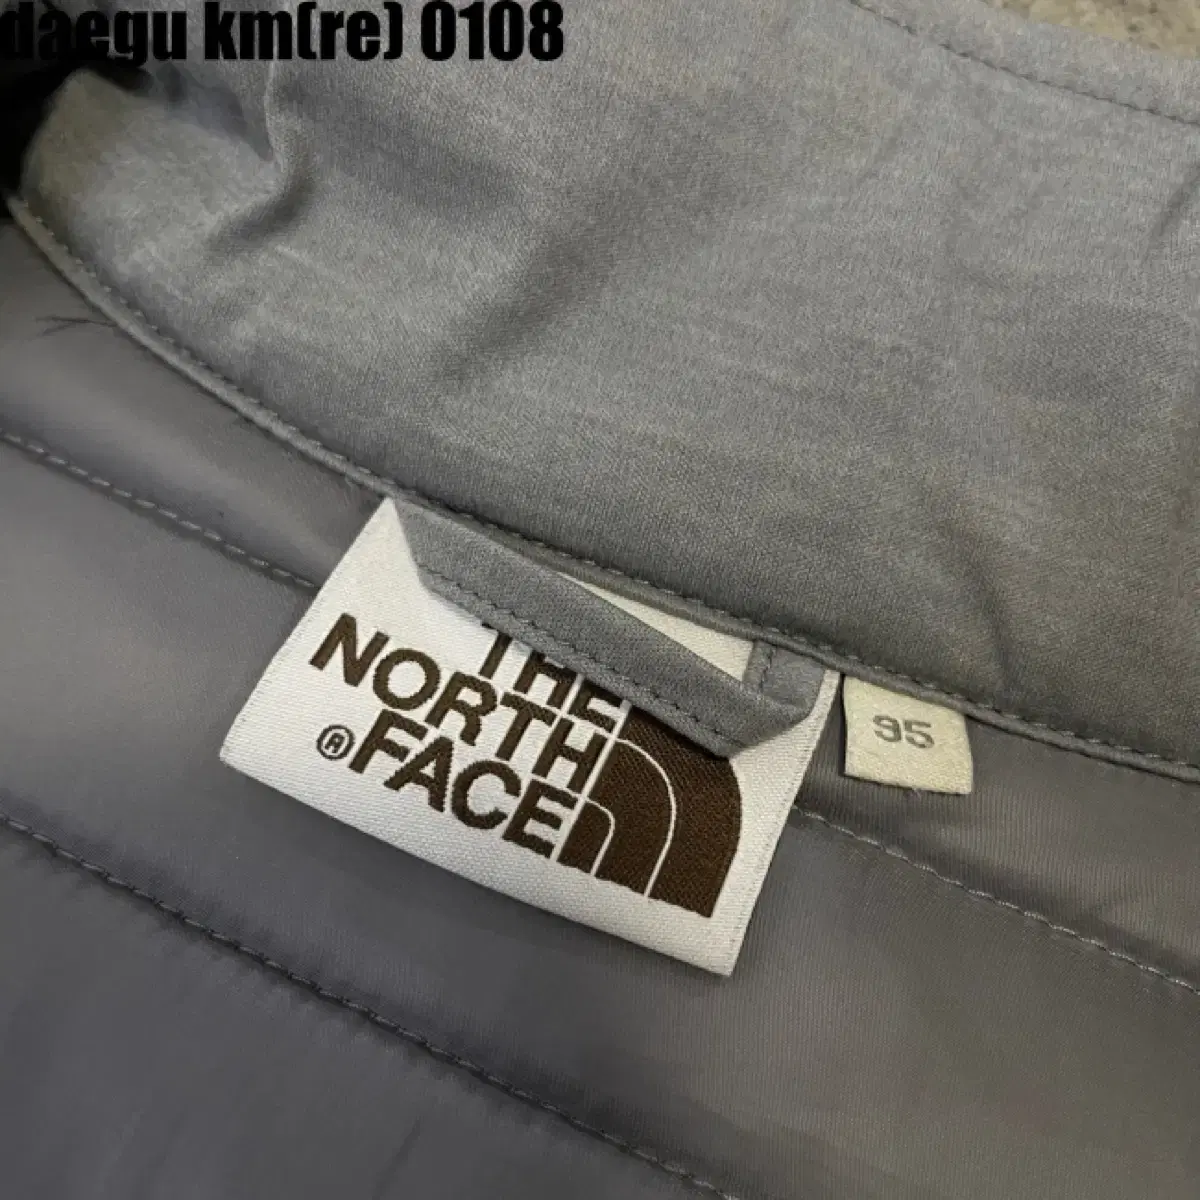 daegu km(re) 0108
THE
NORTH
®FACE
95